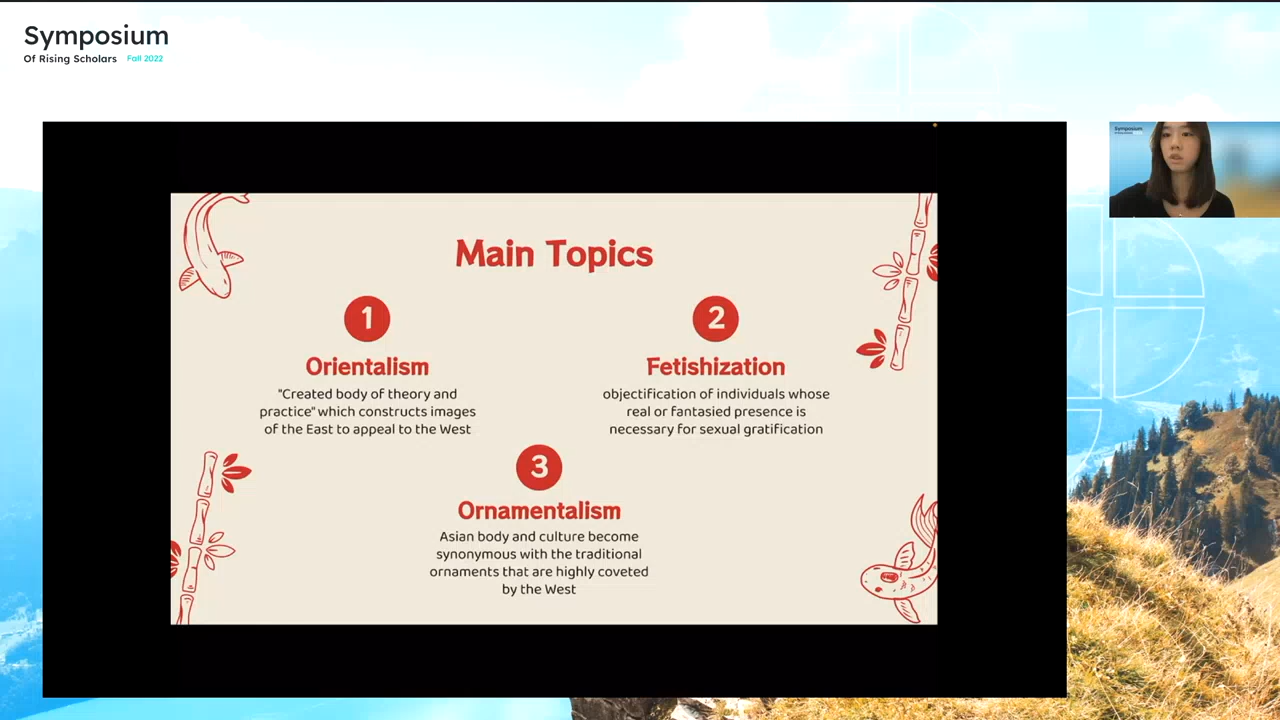 Symposium
Of Rising Scholars Fall 2022
Symposium
Main Topics
1
Orientalism
"Created body of theory and
practice" which constructs images
of the East to appeal to the West
2
Fetishization
objectification of individuals whose
real or fantasied presence is
necessary for sexual gratification
3
Ornamentalism
Asian body and culture become
synonymous with the traditional
ornaments that are highly coveted
by the West